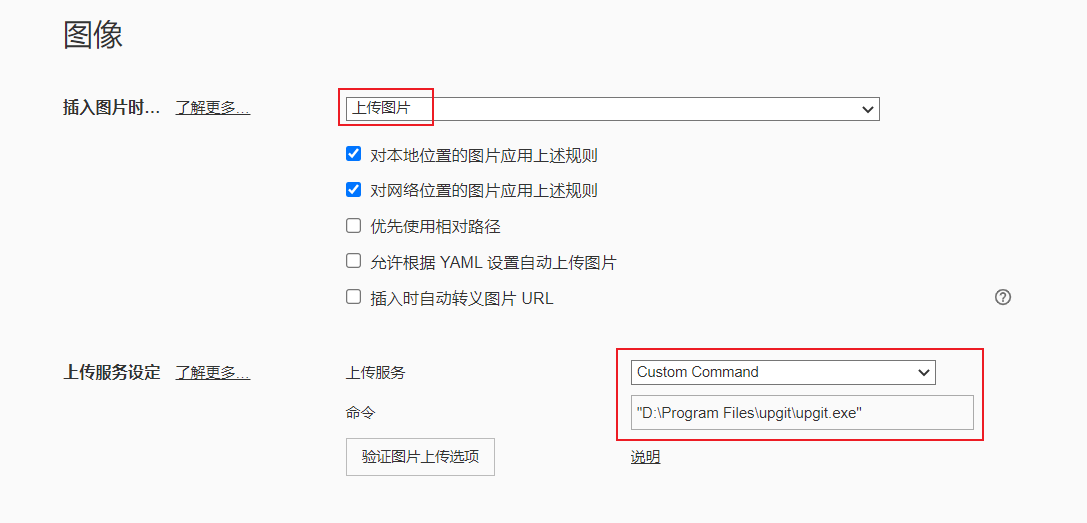 图像
插入图片时... 了解更多... 上传图片
对本地位置的图片应用上述规则
对网络位置的图片应用上述规则
优先使用相对路径
允许根据 YAML 设置自动上传图片
插入时自动转义图片 URL ?
上传服务设定 了解更多... 上传服务 Custom Command
命令 "D:\Program Files\upgit\upgit.exe"
验证图片上传选项 说明